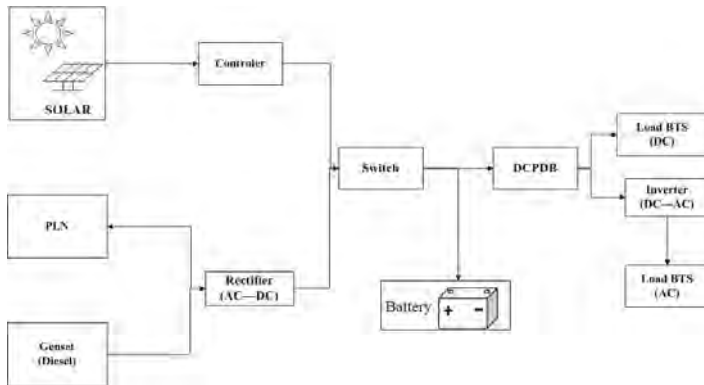 SOLAR
Controler
PLN
Genset
(Diesel)
Rectifier
(AC—DC)
Switch
Battery
+ −
DCPDB
Load BTS
(DC)
Inverter
(DC—AC)
Load BTS
(AC)